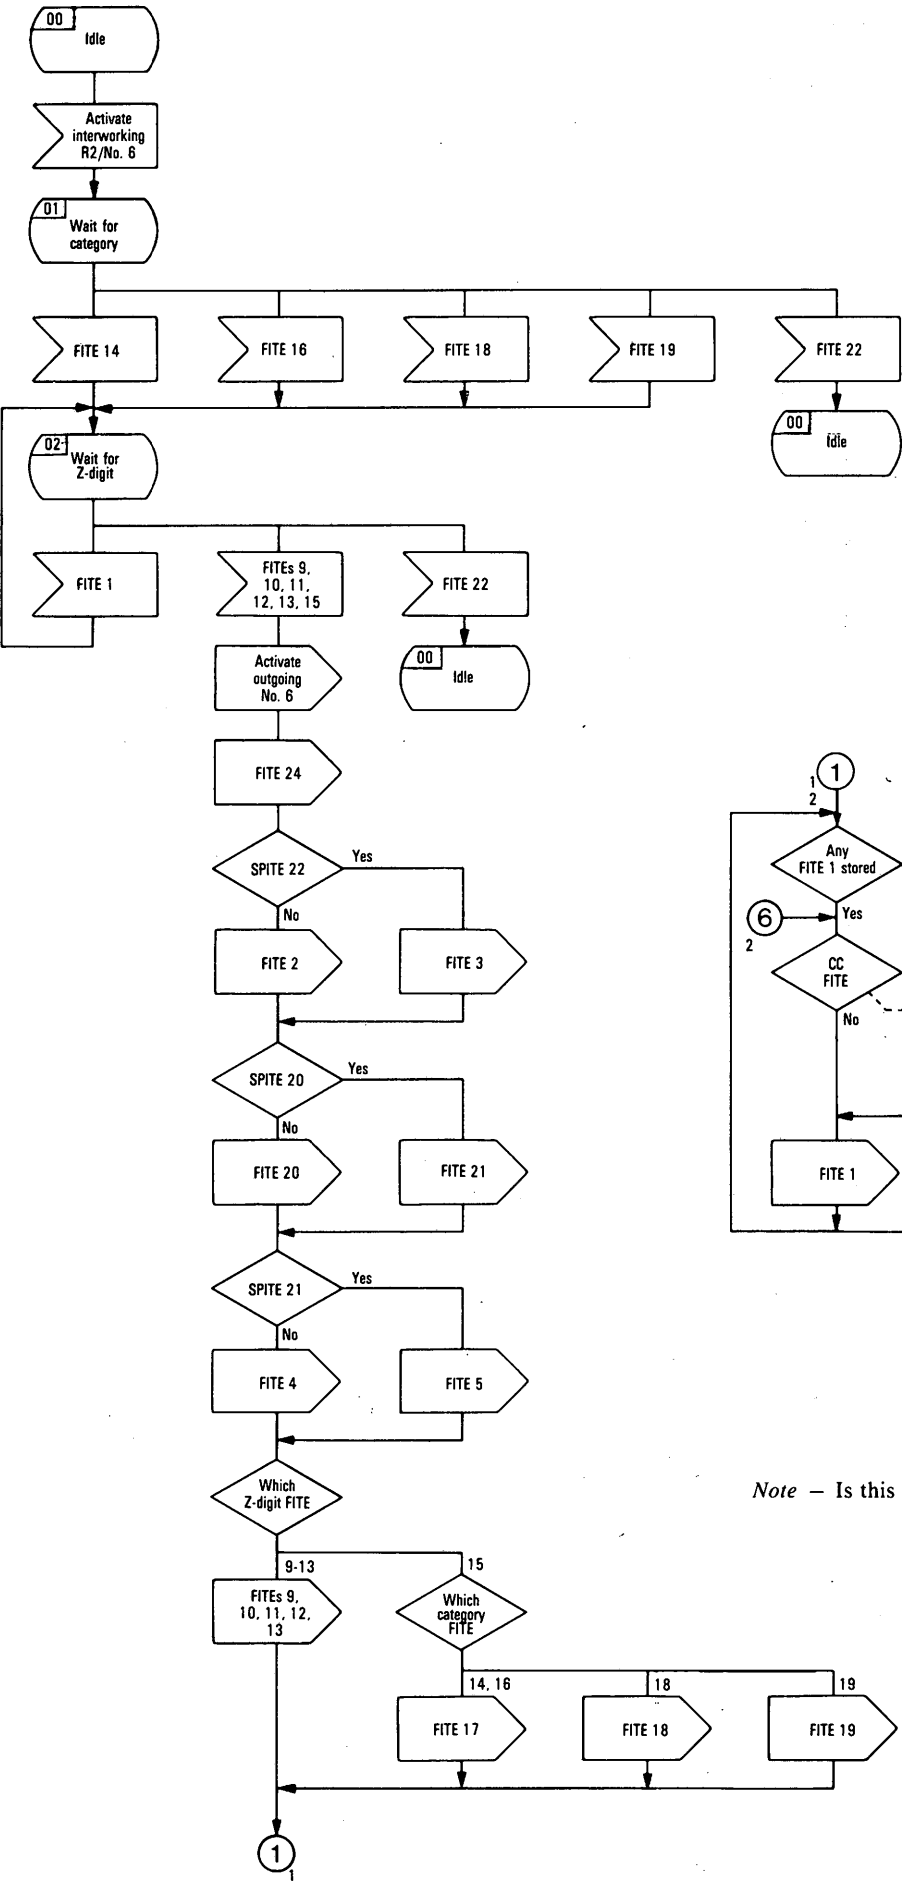 00
Idle
Activate
interworking
R2/No. 6
01
Wait for
category
FITE 14
FITE 16
FITE 18
FITE 19
FITE 22
02
Wait for
Z-digit
00
Idle
FITE 1
FITEs 9,
10, 11,
12, 13, 15
FITE 22
Activate
outgoing
No. 6
00
Idle
FITE 24
SPITE 22
Yes
No
FITE 2
FITE 3
SPITE 20
Yes
No
FITE 20
FITE 21
SPITE 21
Yes
No
FITE 4
FITE 5
Which
Z-digit FITE
9-13
15
FITEs 9,
10, 11, 12,
13
Which
category
FITE
14, 16
18
19
FITE 17
FITE 18
FITE 19
1
1
1
1
2
Any
FITE 1 stored
Yes
6
2
CC
FITE
No
FITE 1
Note – Is this